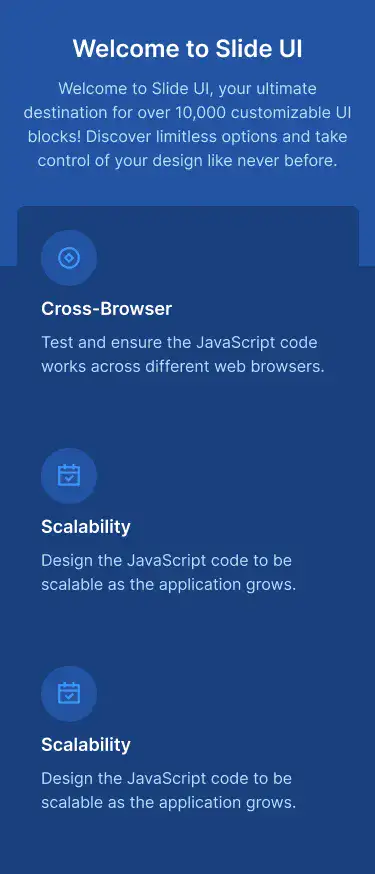 Welcome to Slide UI
Welcome to Slide UI, your ultimate
destination for over 10,000 customizable UI
blocks! Discover limitless options and take
control of your design like never before.
Cross-Browser
Test and ensure the JavaScript code
works across different web browsers.
Scalability
Design the JavaScript code to be
scalable as the application grows.
Scalability
Design the JavaScript code to be
scalable as the application grows.